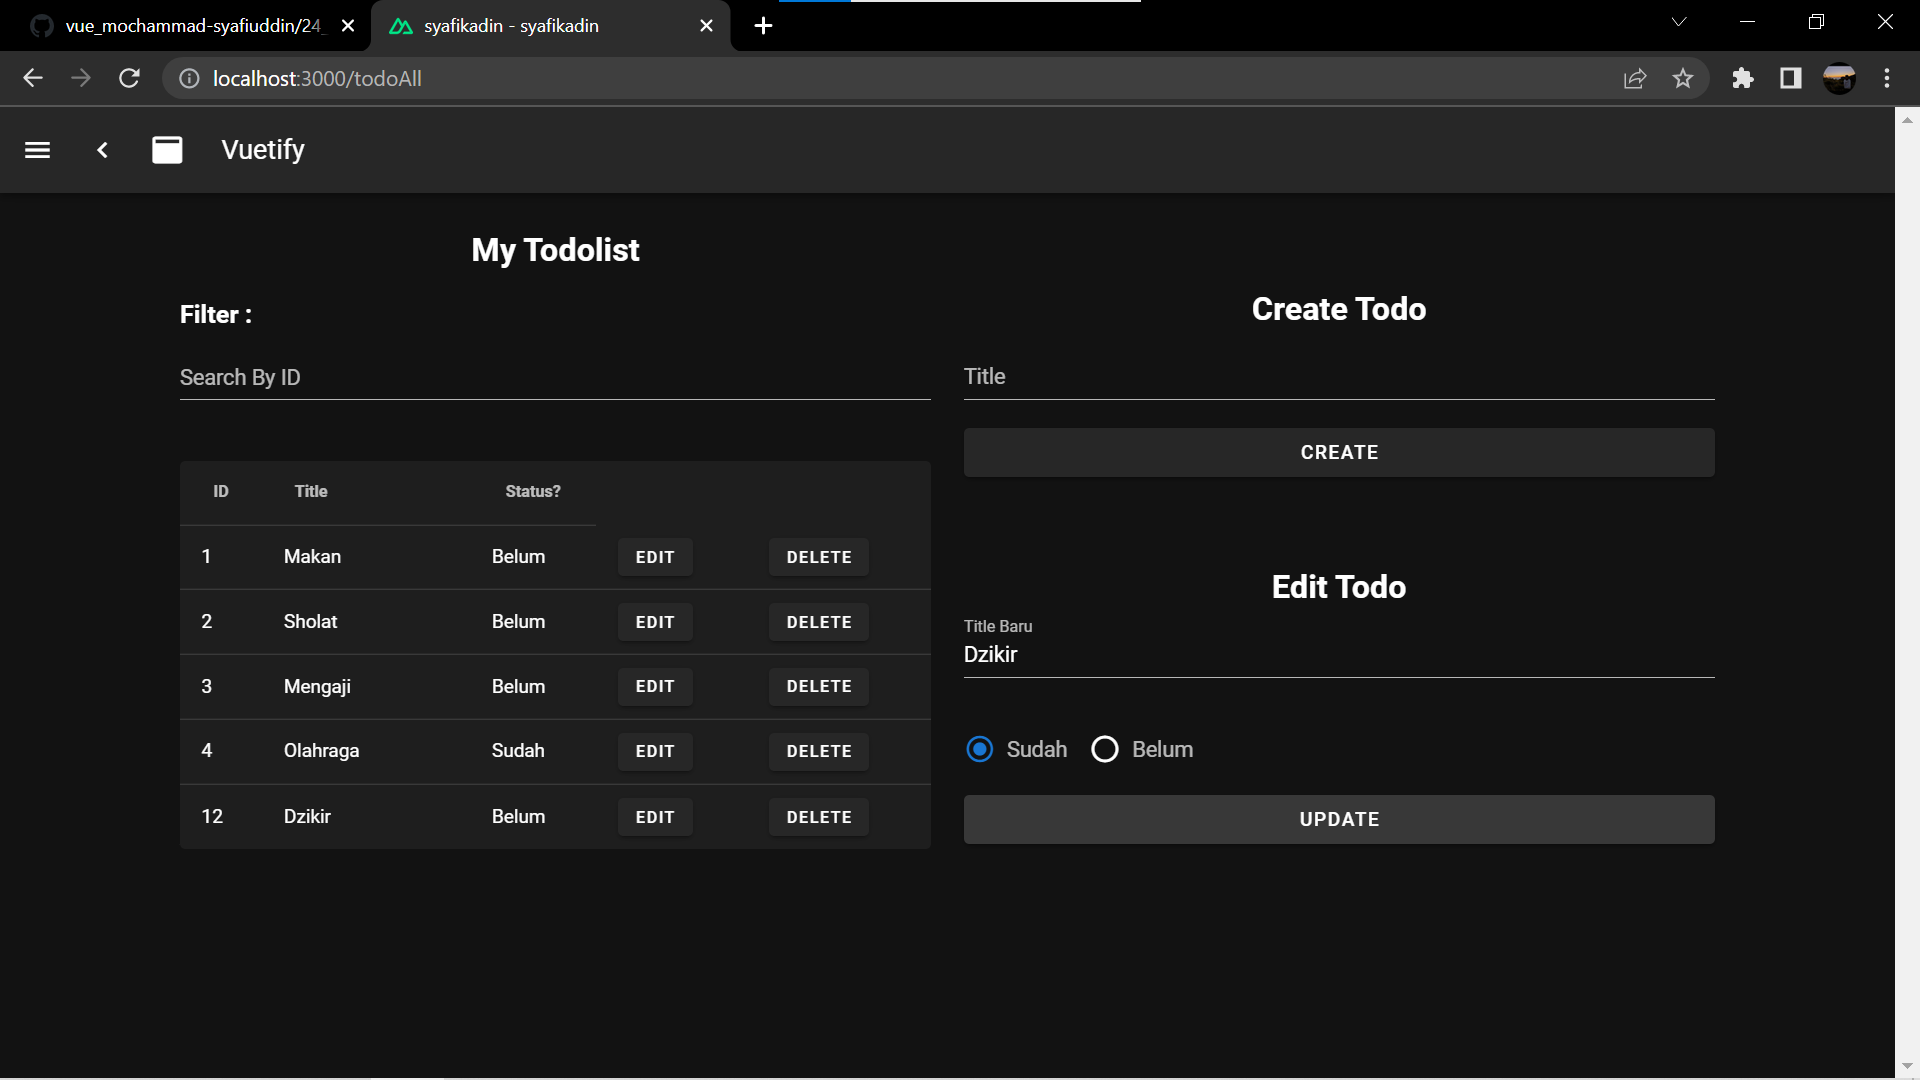 vue_mochammad-syafiuddin/24_
syafikadin - syafikadin
localhost:3000/todoAll
Vuetify
My Todolist
Filter :
Search By ID
ID Title Status?
1 Makan Belum EDIT DELETE
2 Sholat Belum EDIT DELETE
3 Mengaji Belum EDIT DELETE
4 Olahraga Sudah EDIT DELETE
12 Dzikir Belum EDIT DELETE
Create Todo
Title
CREATE
Edit Todo
Title Baru
Dzikir
Sudah Belum
UPDATE